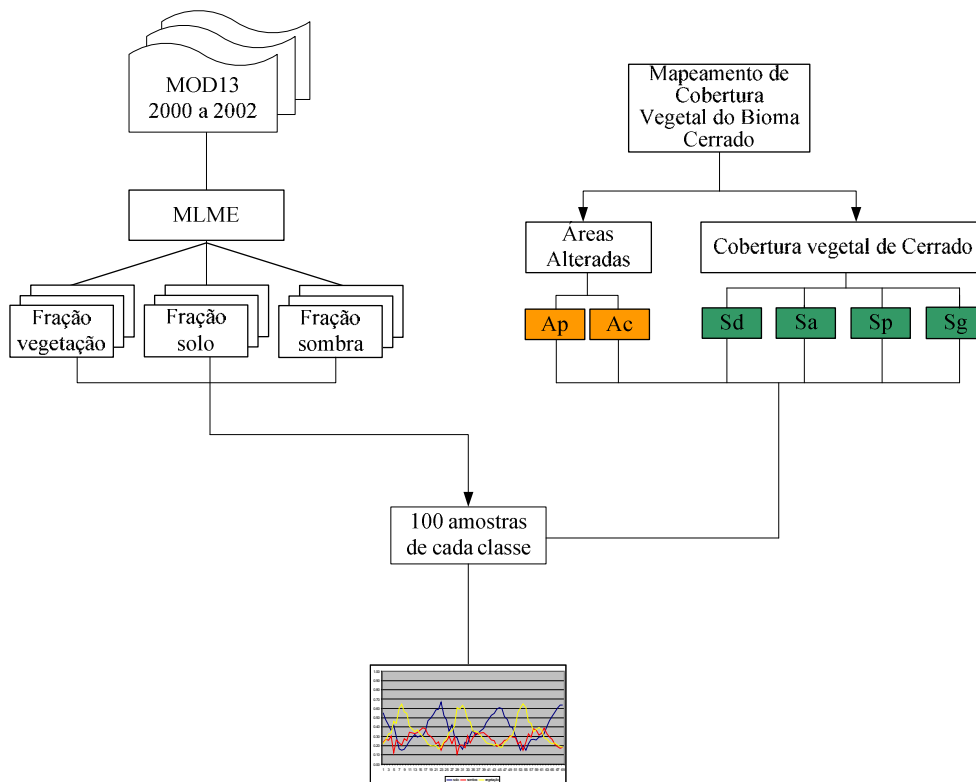 MOD13
2000 a 2002
MLME
Fração
vegetação
Fração
solo
Fração
sombra
Mapeamento de
Cobertura
Vegetal do Bioma
Cerrado
Áreas
Alteradas
Cobertura vegetal de Cerrado
Ap
Ac
Sd
Sa
Sp
Sg
100 amostras
de cada classe